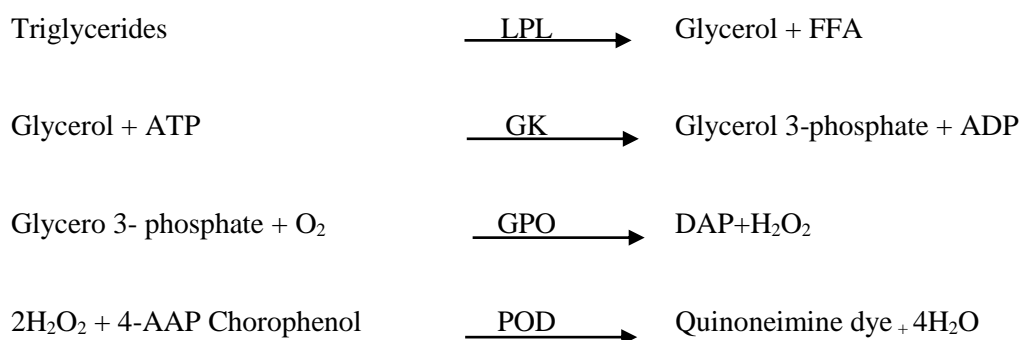 Triglycerides LPL Glycerol + FFA
Glycerol + ATP GK Glycerol 3-phosphate + ADP
Glycero 3- phosphate + O₂ GPO DAP+H₂O₂
2H₂O₂ + 4-AAP Chorophenol POD Quinoneimine dye + 4H₂O